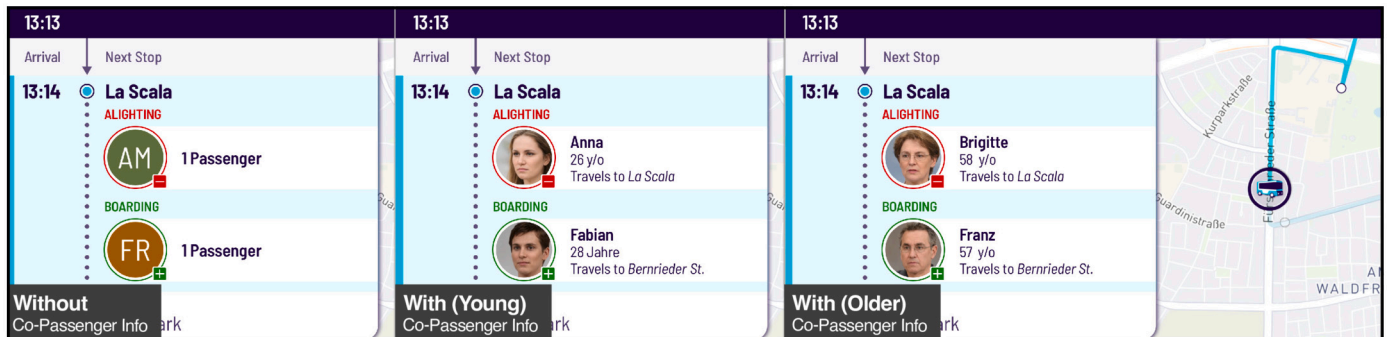 13:13
Arrival Next Stop
13:14 La Scala
ALIGHTING
AM 1 Passenger
BOARDING
FR 1 Passenger
Without
Co-Passenger Info ark
13:13
Arrival Next Stop
13:14 La Scala
ALIGHTING
Anna
26 y/o
Travels to La Scala
BOARDING
Fabian
28 Jahre
Travels to Bernrieder St.
With (Young)
Co-Passenger Info ark
13:13
Arrival Next Stop
13:14 La Scala
ALIGHTING
Brigitte
58 y/o
Travels to La Scala
BOARDING
Franz
57 y/o
Travels to Bernrieder St.
With (Older)
Co-Passenger Info ark
Kurparkstraße
Guardinistraße
WALDFR